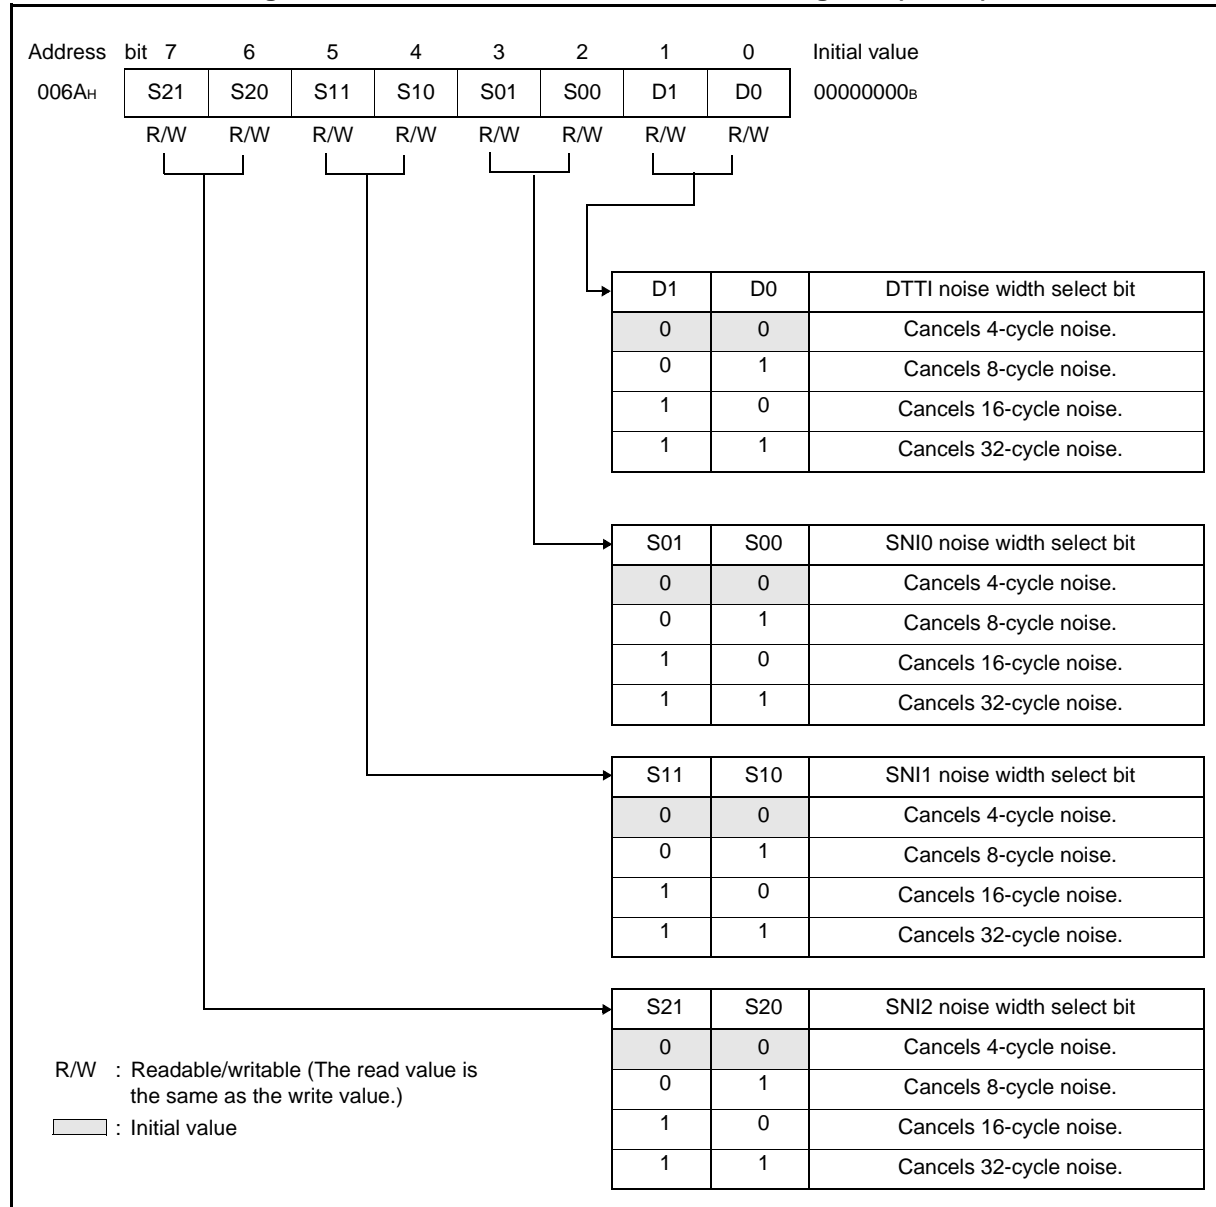 Address bit 7 6 5 4 3 2 1 0 Initial value
006AH S21 S20 S11 S10 S01 S00 D1 D0 00000000B
R/W R/W R/W R/W R/W R/W R/W R/W
D1 D0 DTTI noise width select bit
0 0 Cancels 4-cycle noise.
0 1 Cancels 8-cycle noise.
1 0 Cancels 16-cycle noise.
1 1 Cancels 32-cycle noise.
S01 S00 SNI0 noise width select bit
0 0 Cancels 4-cycle noise.
0 1 Cancels 8-cycle noise.
1 0 Cancels 16-cycle noise.
1 1 Cancels 32-cycle noise.
S11 S10 SNI1 noise width select bit
0 0 Cancels 4-cycle noise.
0 1 Cancels 8-cycle noise.
1 0 Cancels 16-cycle noise.
1 1 Cancels 32-cycle noise.
S21 S20 SNI2 noise width select bit
0 0 Cancels 4-cycle noise.
0 1 Cancels 8-cycle noise.
1 0 Cancels 16-cycle noise.
1 1 Cancels 32-cycle noise.
R/W : Readable/writable (The read value is
the same as the write value.)
: Initial value